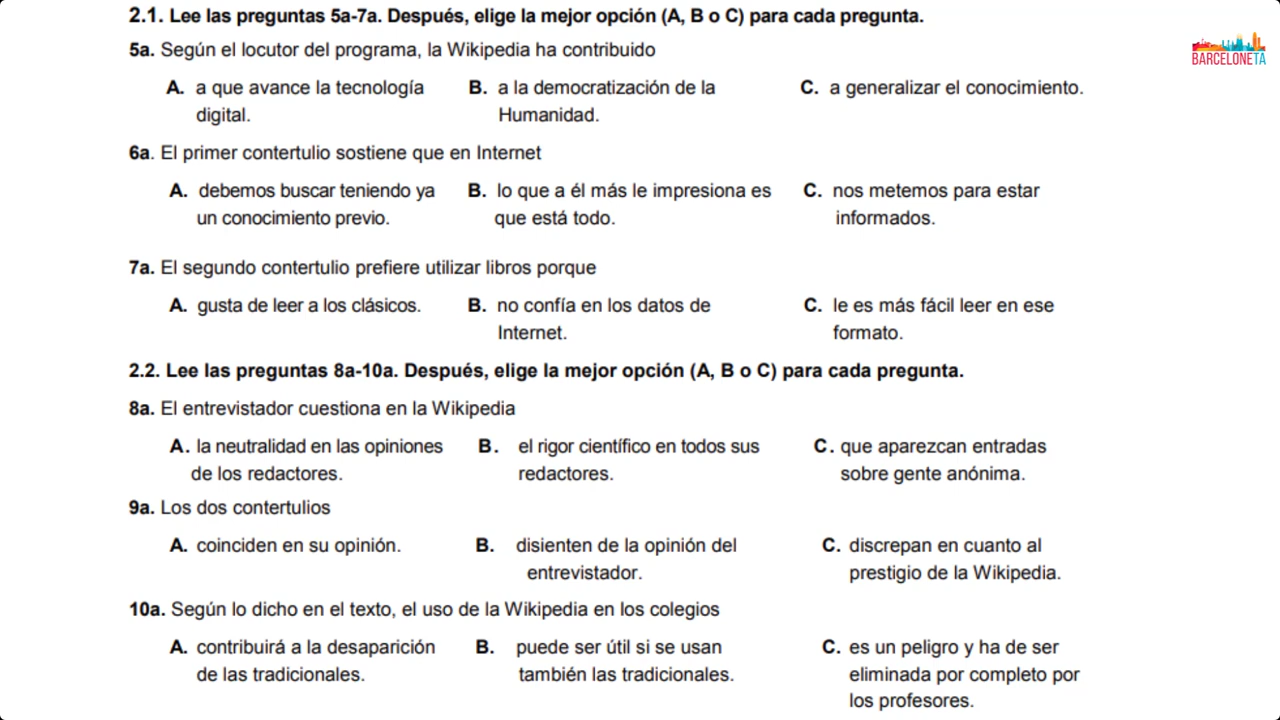 2.1. Lee las preguntas 5a-7a. Después, elige la mejor opción (A, B o C) para cada pregunta.
BARCELONETA
5a. Según el locutor del programa, la Wikipedia ha contribuido
A. a que avance la tecnología digital.
B. a la democratización de la Humanidad.
C. a generalizar el conocimiento.
6a. El primer contertulio sostiene que en Internet
A. debemos buscar teniendo ya un conocimiento previo.
B. lo que a él más le impresiona es que está todo.
C. nos metemos para estar informados.
7a. El segundo contertulio prefiere utilizar libros porque
A. gusta de leer a los clásicos.
B. no confía en los datos de Internet.
C. le es más fácil leer en ese formato.
2.2. Lee las preguntas 8a-10a. Después, elige la mejor opción (A, B o C) para cada pregunta.
8a. El entrevistador cuestiona en la Wikipedia
A. la neutralidad en las opiniones de los redactores.
B. el rigor científico en todos sus redactores.
C. que aparezcan entradas sobre gente anónima.
9a. Los dos contertulios
A. coinciden en su opinión.
B. disienten de la opinión del entrevistador.
C. discrepan en cuanto al prestigio de la Wikipedia.
10a. Según lo dicho en el texto, el uso de la Wikipedia en los colegios
A. contribuirá a la desaparición de las tradicionales.
B. puede ser útil si se usan también las tradicionales.
C. es un peligro y ha de ser eliminada por completo por los profesores.